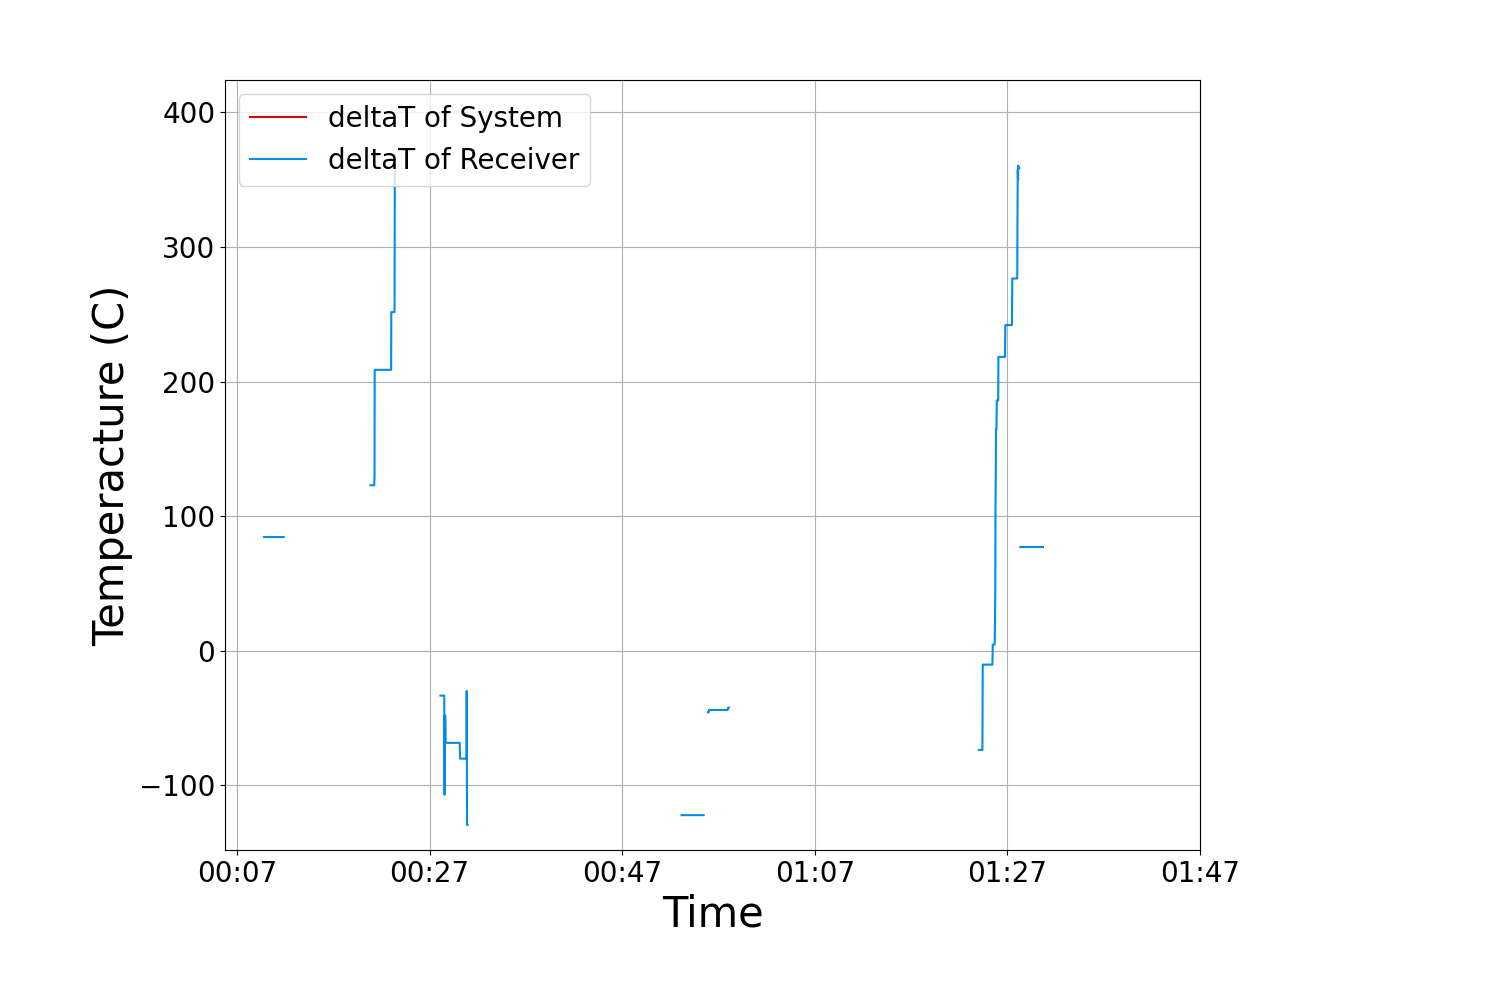 deltaT of System
deltaT of Receiver
400
300
200
100
0
−100
Temperacture (C)
00:07 00:27 00:47 01:07 01:27 01:47
Time